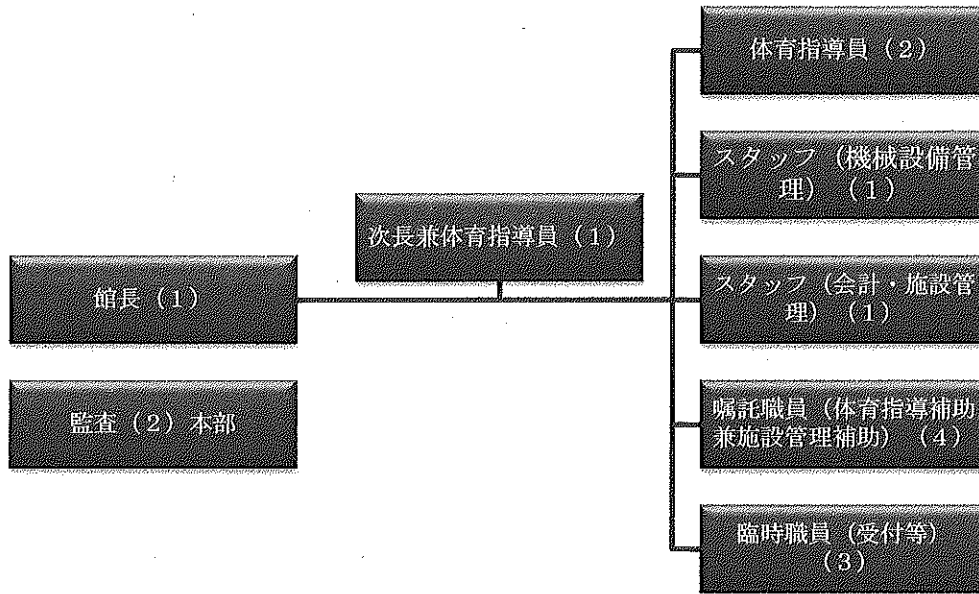 体育指導員（２）
スタッフ（機械設備管
理）（１）
次長兼体育指導員（１）
館長（１）
スタッフ（会計・施設管
理）（１）
監査（２）本部
嘱託職員（体育指導補助
兼施設管理補助）（４）
臨時職員（受付等）
（３）